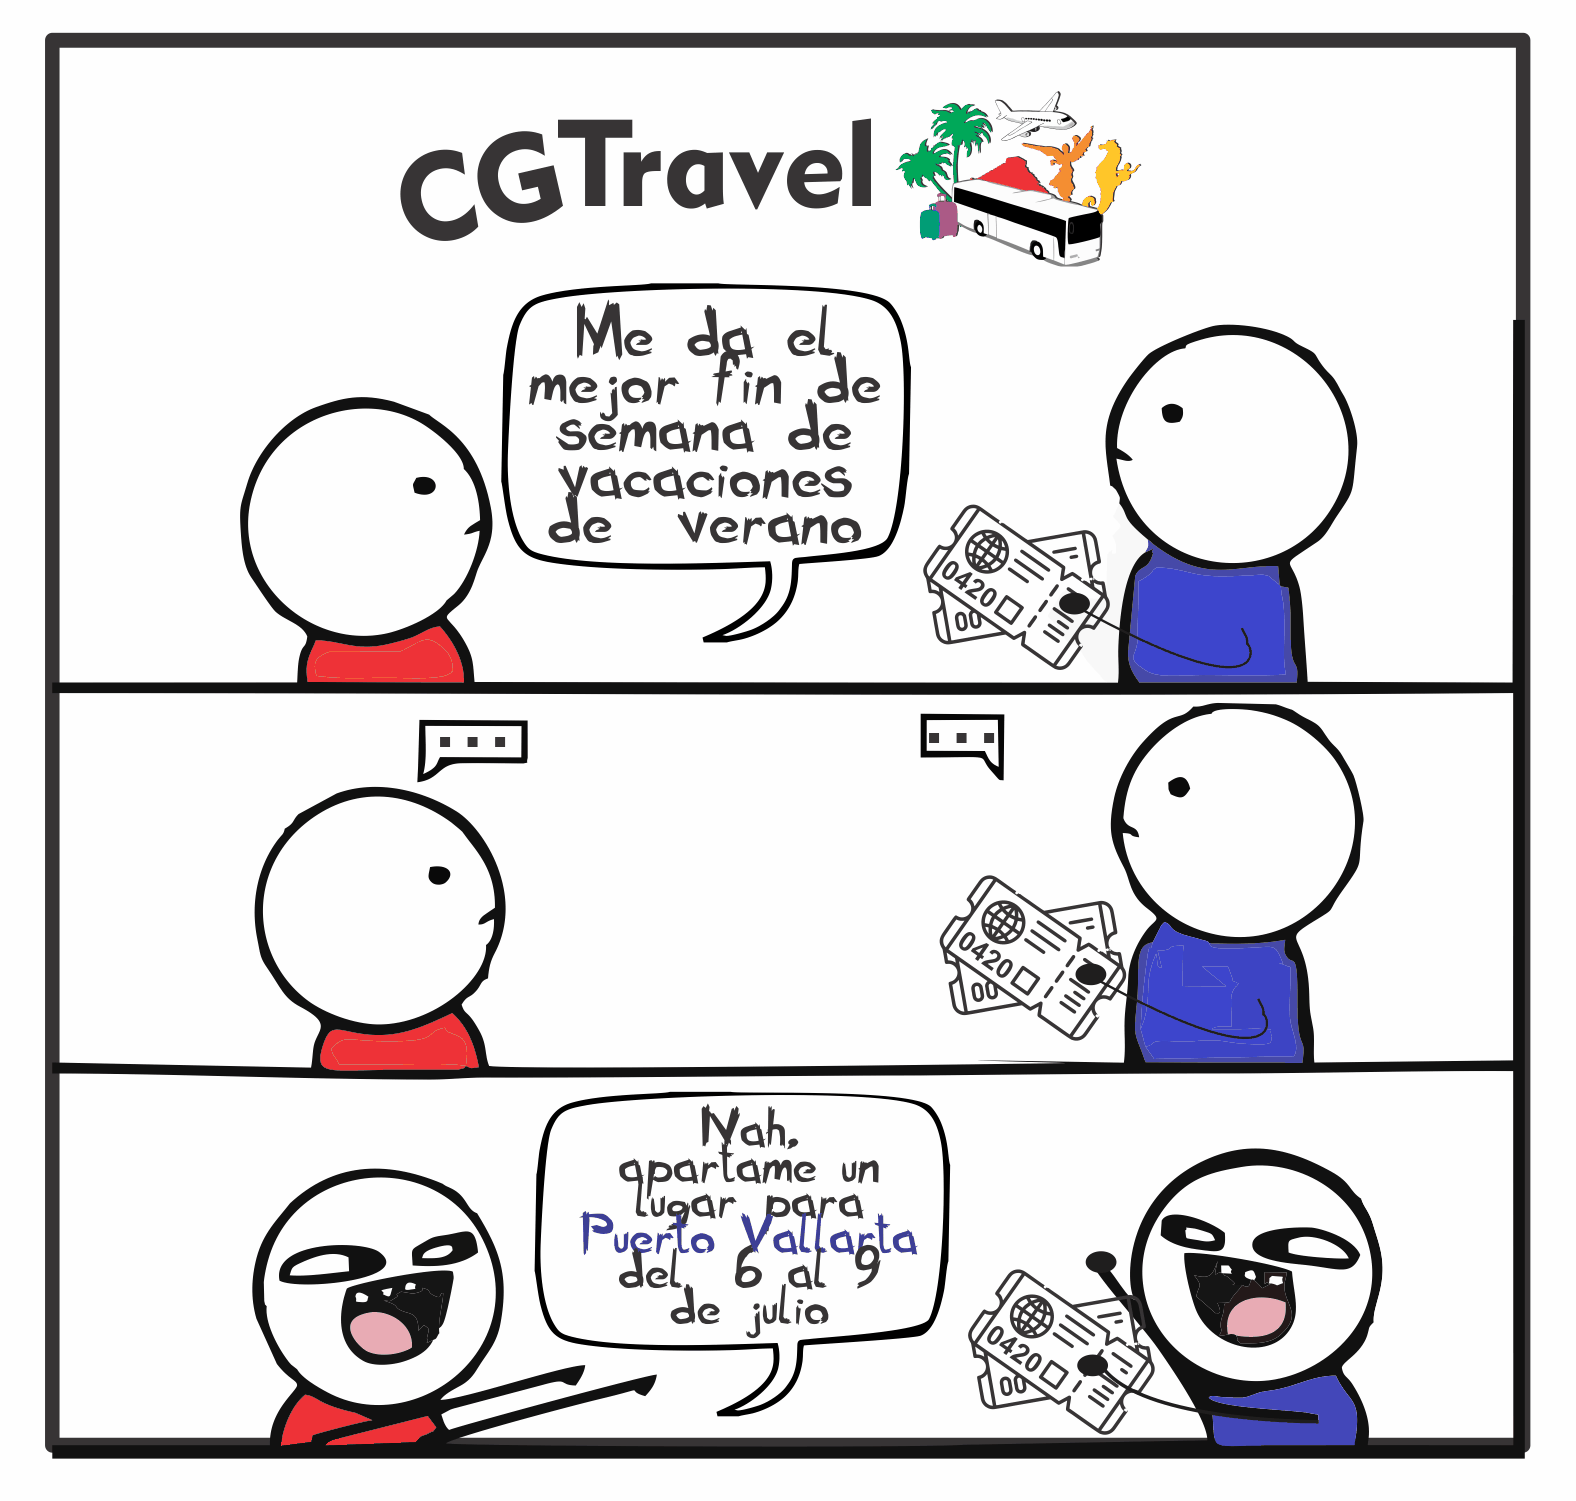 CGTravel
Me da el
mejor fin de
semana de
vacaciones
de verano
0420
00
...
...
0420
00
Nah,
apartame un
lugar para
Puerto Vallarta
del 6 al 9
de julio
0420
00